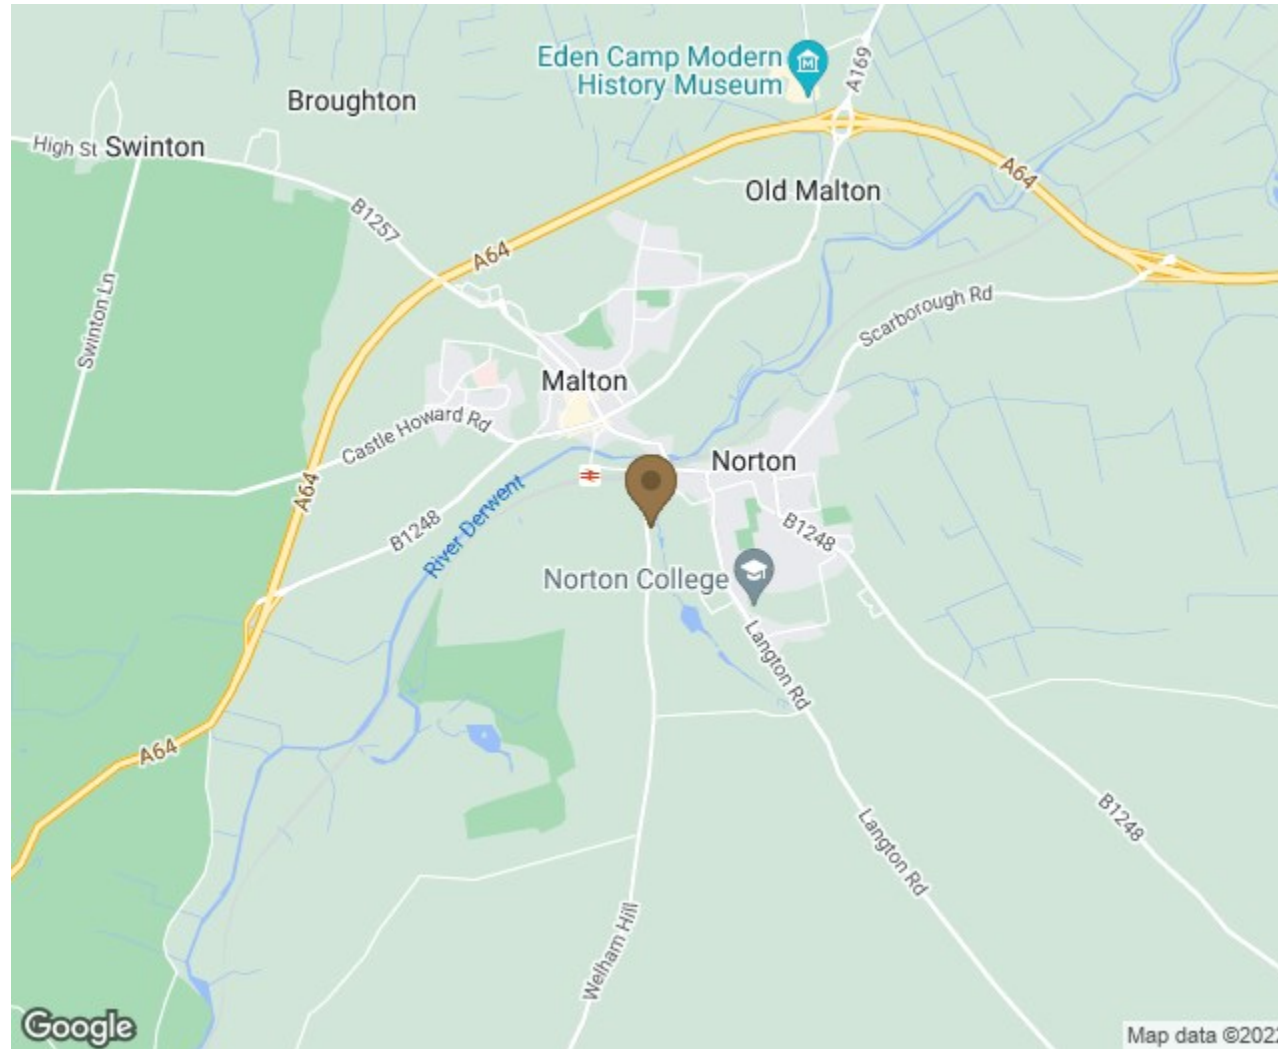 Eden Camp Modern
History Museum
A169
Broughton
High St
Swinton
A64
Old Malton
B1257
A64
Swinton Ln
Scarborough Rd
Malton
Castle Howard Rd
Norton
A64
B1248
River Derwent
B1248
Norton College
Langton Rd
A64
B1248
Langton Rd
Welham Hill
Google
Map data ©2022